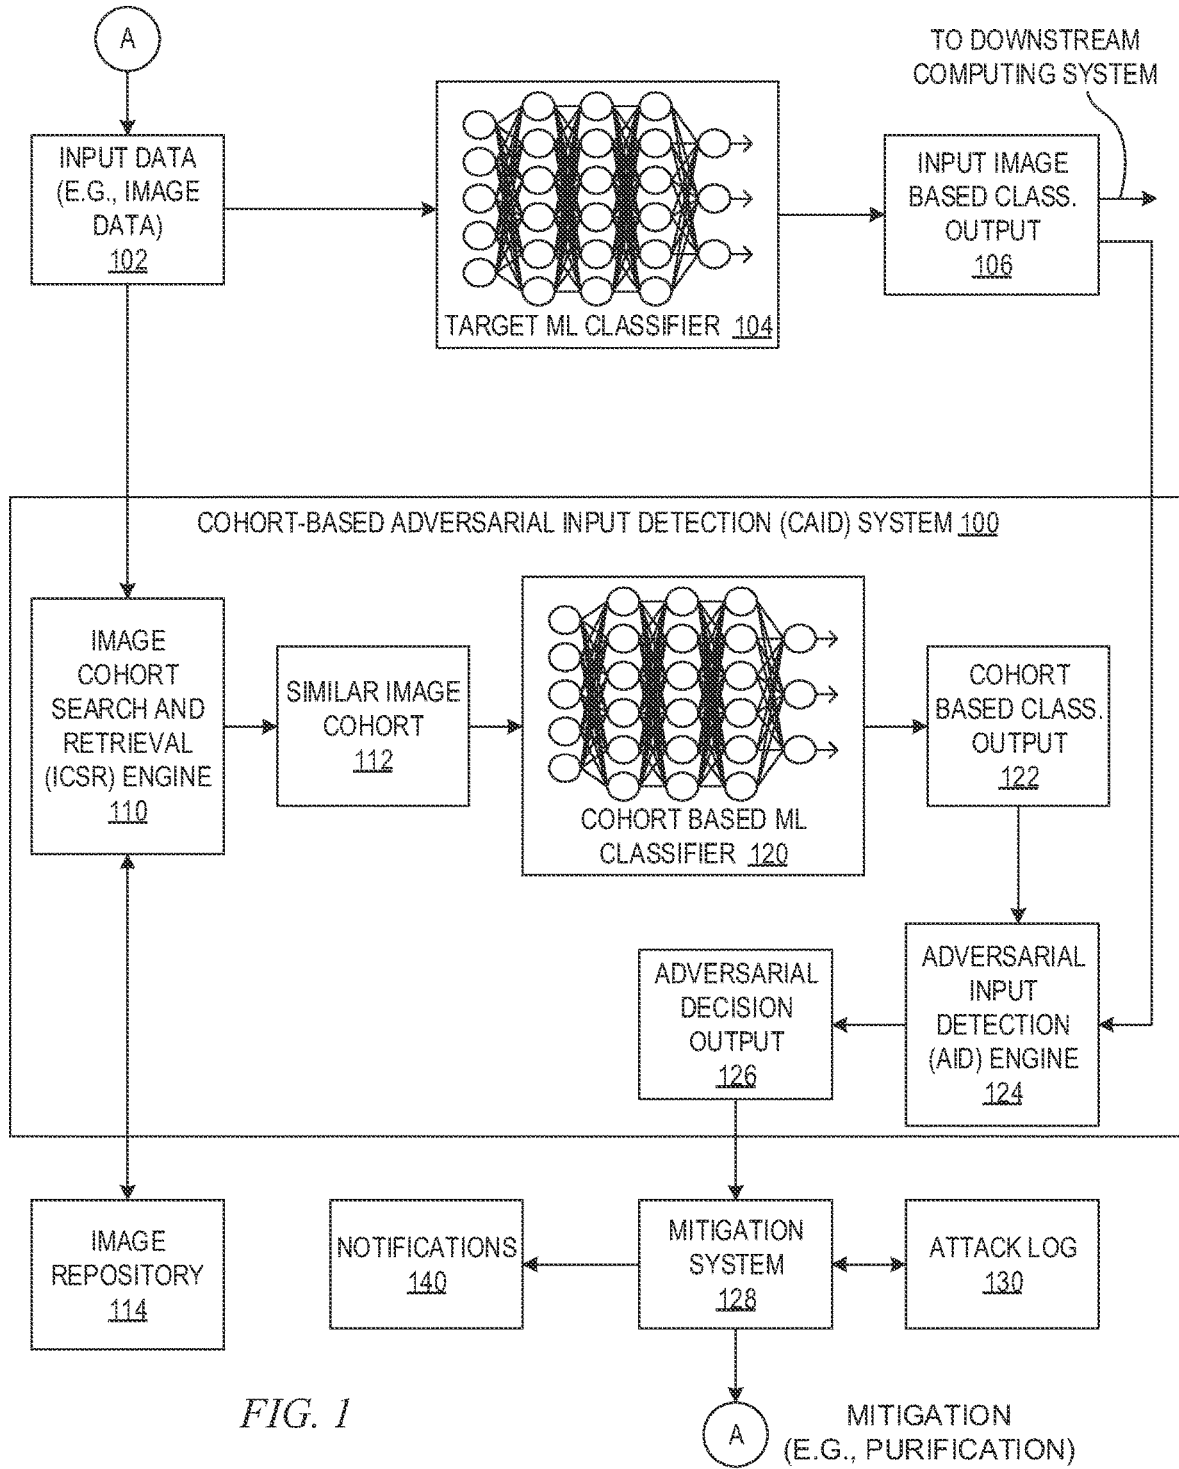 A
TO DOWNSTREAM
COMPUTING SYSTEM
INPUT DATA
(E.G., IMAGE
DATA)
102
TARGET ML CLASSIFIER 104
INPUT IMAGE
BASED CLASS.
OUTPUT
106
COHORT-BASED ADVERSARIAL INPUT DETECTION (CAID) SYSTEM 100
IMAGE
COHORT
SEARCH AND
RETRIEVAL
(ICSR) ENGINE
110
SIMILAR IMAGE
COHORT
112
COHORT BASED ML
CLASSIFIER 120
COHORT
BASED CLASS.
OUTPUT
122
ADVERSARIAL
DECISION
OUTPUT
126
ADVERSARIAL
INPUT
DETECTION
(AID) ENGINE
124
IMAGE
REPOSITORY
114
NOTIFICATIONS
140
MITIGATION
SYSTEM
128
ATTACK LOG
130
FIG. 1
A
MITIGATION
(E.G., PURIFICATION)